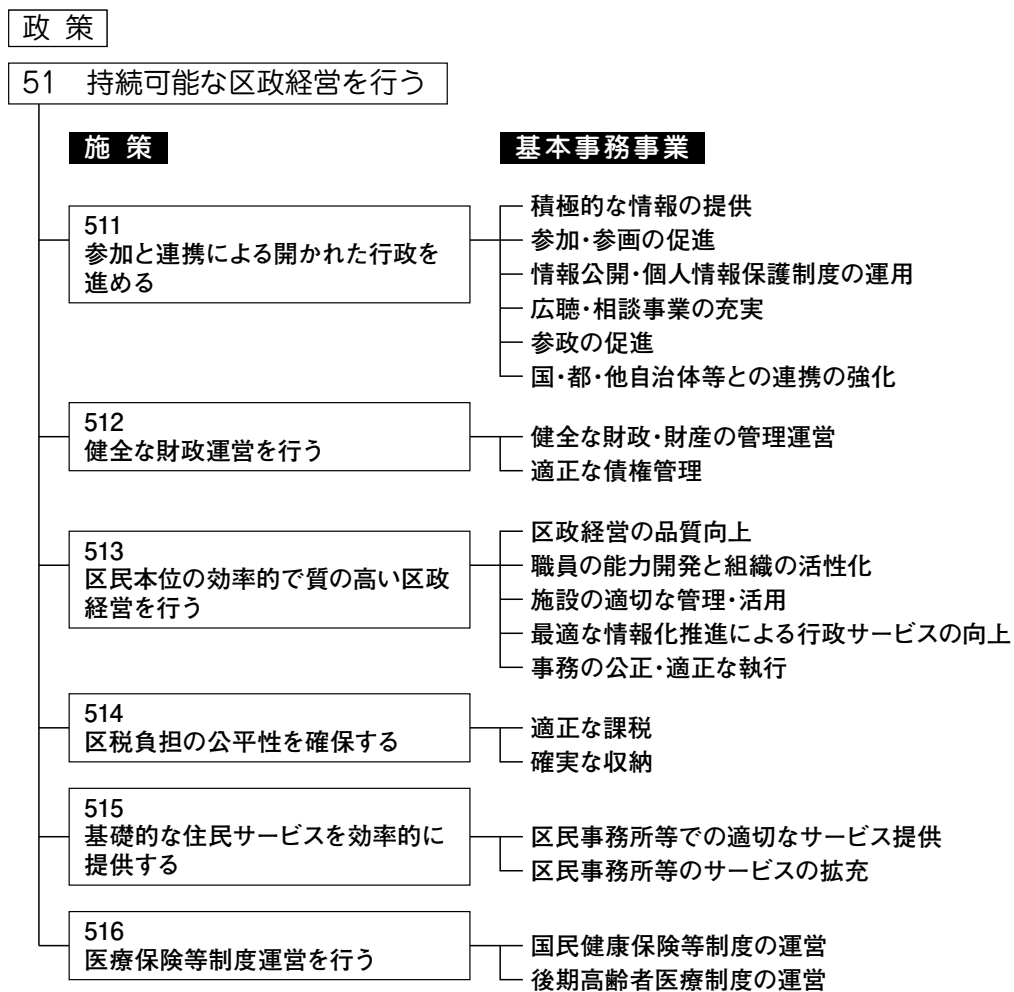 政 策
51 持続可能な区政経営を行う
施 策
基本事務事業
511
参加と連携による開かれた行政を
進める
積極的な情報の提供
参加・参画の促進
情報公開・個人情報保護制度の運用
広聴・相談事業の充実
参政の促進
国・都・他自治体等との連携の強化
512
健全な財政運営を行う
健全な財政・財産の管理運営
適正な債権管理
513
区民本位の効率的で質の高い区政
経営を行う
区政経営の品質向上
職員の能力開発と組織の活性化
施設の適切な管理・活用
最適な情報化推進による行政サービスの向上
事務の公正・適正な執行
514
区税負担の公平性を確保する
適正な課税
確実な収納
515
基礎的な住民サービスを効率的に
提供する
区民事務所等での適切なサービス提供
区民事務所等のサービスの拡充
516
医療保険等制度運営を行う
国民健康保険等制度の運営
後期高齢者医療制度の運営